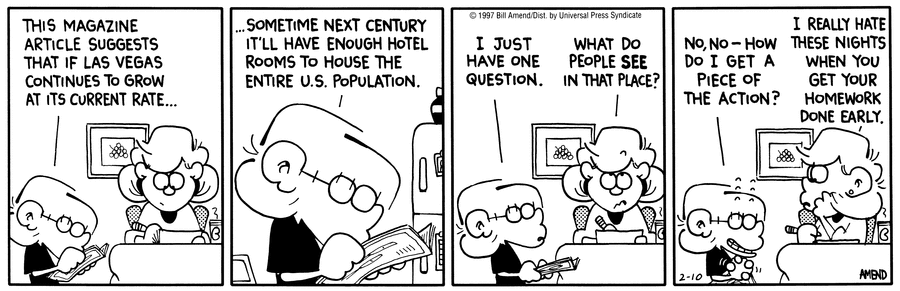 THIS MAGAZINE
ARTICLE SUGGESTS
THAT IF LAS VEGAS
CONTINUES TO GROW
AT ITS CURRENT RATE...
...SOMETIME NEXT CENTURY
IT'LL HAVE ENOUGH HOTEL
ROOMS TO HOUSE THE
ENTIRE U.S. POPULATION.
© 1997 Bill Amend/Dist. by Universal Press Syndicate
I JUST
HAVE ONE
QUESTION.
WHAT DO
PEOPLE SEE
IN THAT PLACE?
NO, NO – HOW
DO I GET A
PIECE OF
THE ACTION?
I REALLY HATE
THESE NIGHTS
WHEN YOU
GET YOUR
HOMEWORK
DONE EARLY.
2-10
AMEND